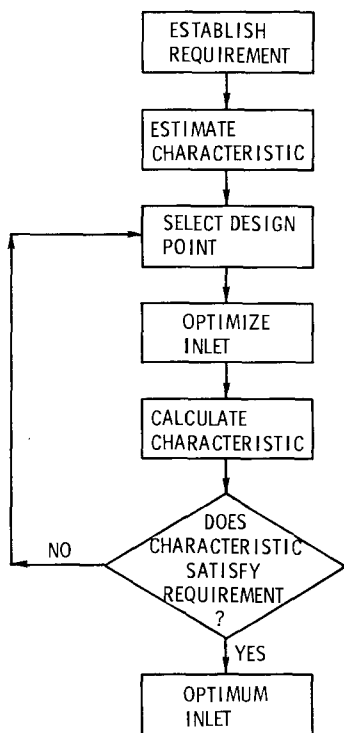 ESTABLISH
REQUIREMENT
ESTIMATE
CHARACTERISTIC
SELECT DESIGN
POINT
OPTIMIZE
INLET
CALCULATE
CHARACTERISTIC
DOES
CHARACTERISTIC
SATISFY
REQUIREMENT
?
NO
YES
OPTIMUM
INLET